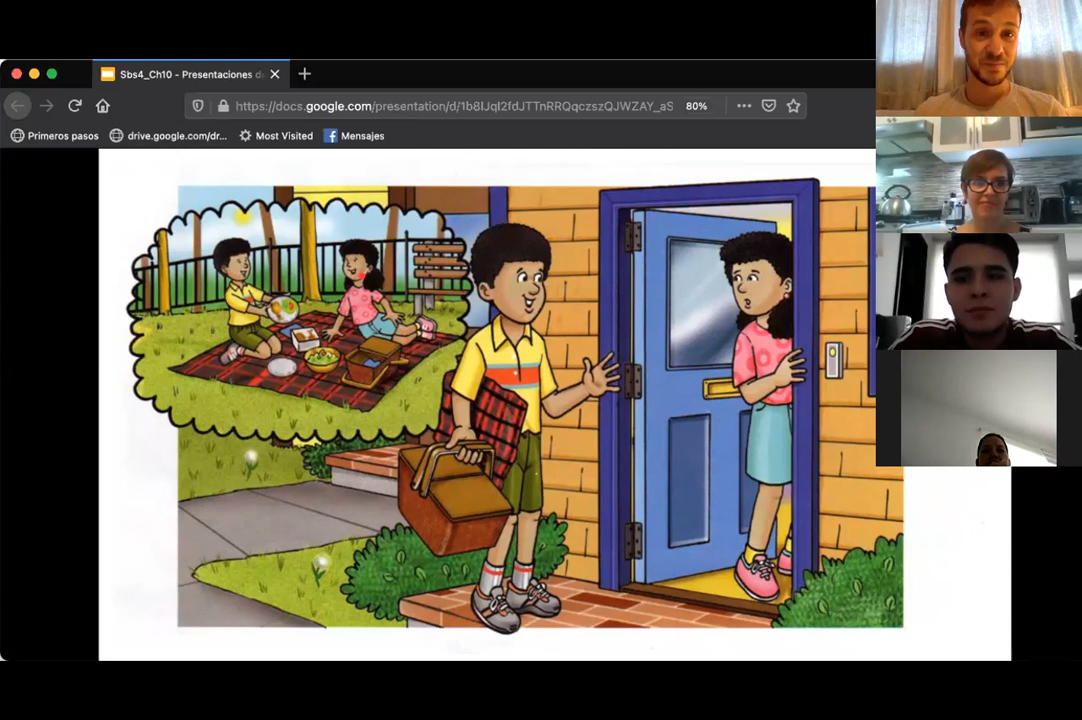 Sbs4_Ch10 - Presentaciones d
https://docs.google.com/presentation/d/1b8IJqI2fdJTTnRRQqczszQJWZAY_aS 80%
Primeros pasos drive.google.com/dr... Most Visited Mensajes